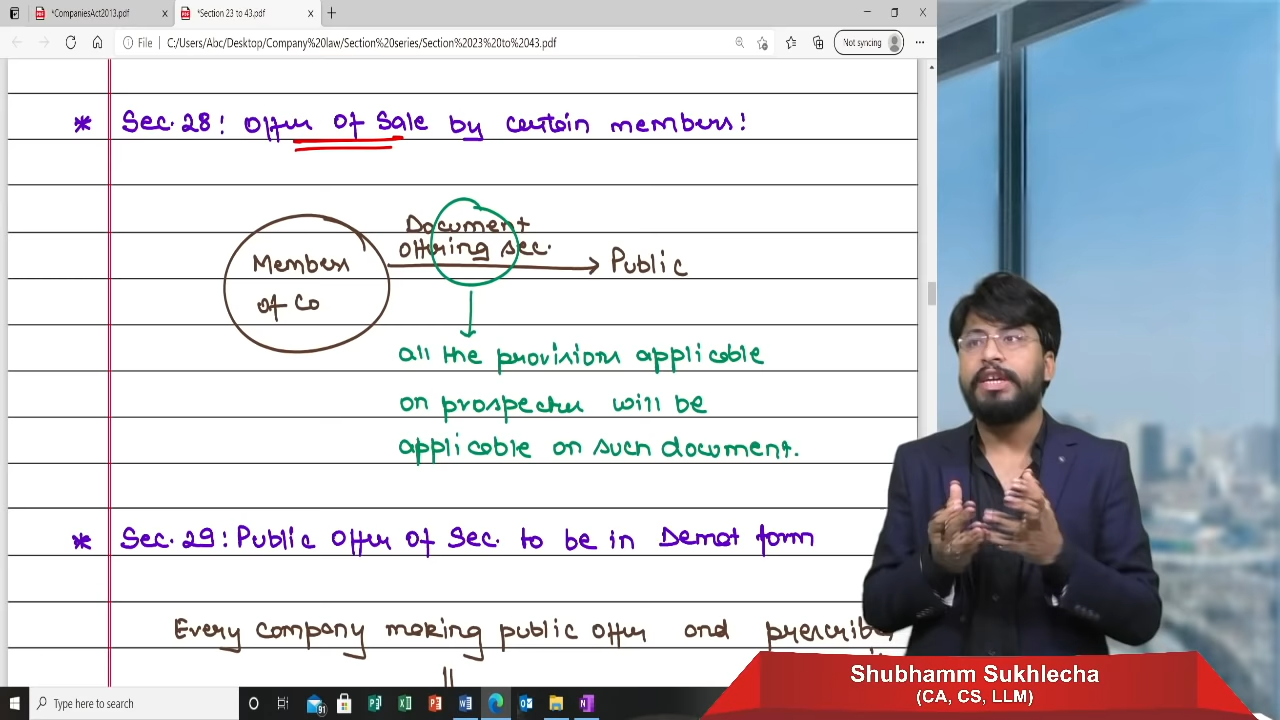 *CompaniesAct2013.pdf
*Section 23 to 43.pdf
File C:/Users/Abc/Desktop/Company%20law/Section%20series/Section%2023%20to%2043.pdf
Not syncing
* Sec.28: Offer of Sale by certain members:
Document
offering sec.
Members
of Co
Public
all the provisions applicable
on prospectus will be
applicable on such document.
* Sec.29: Public Offer of Sec. to be in Demat form
Every company making public offer and
Shubhamm Sukhlecha
(CA, CS, LLM)
Type here to search
91